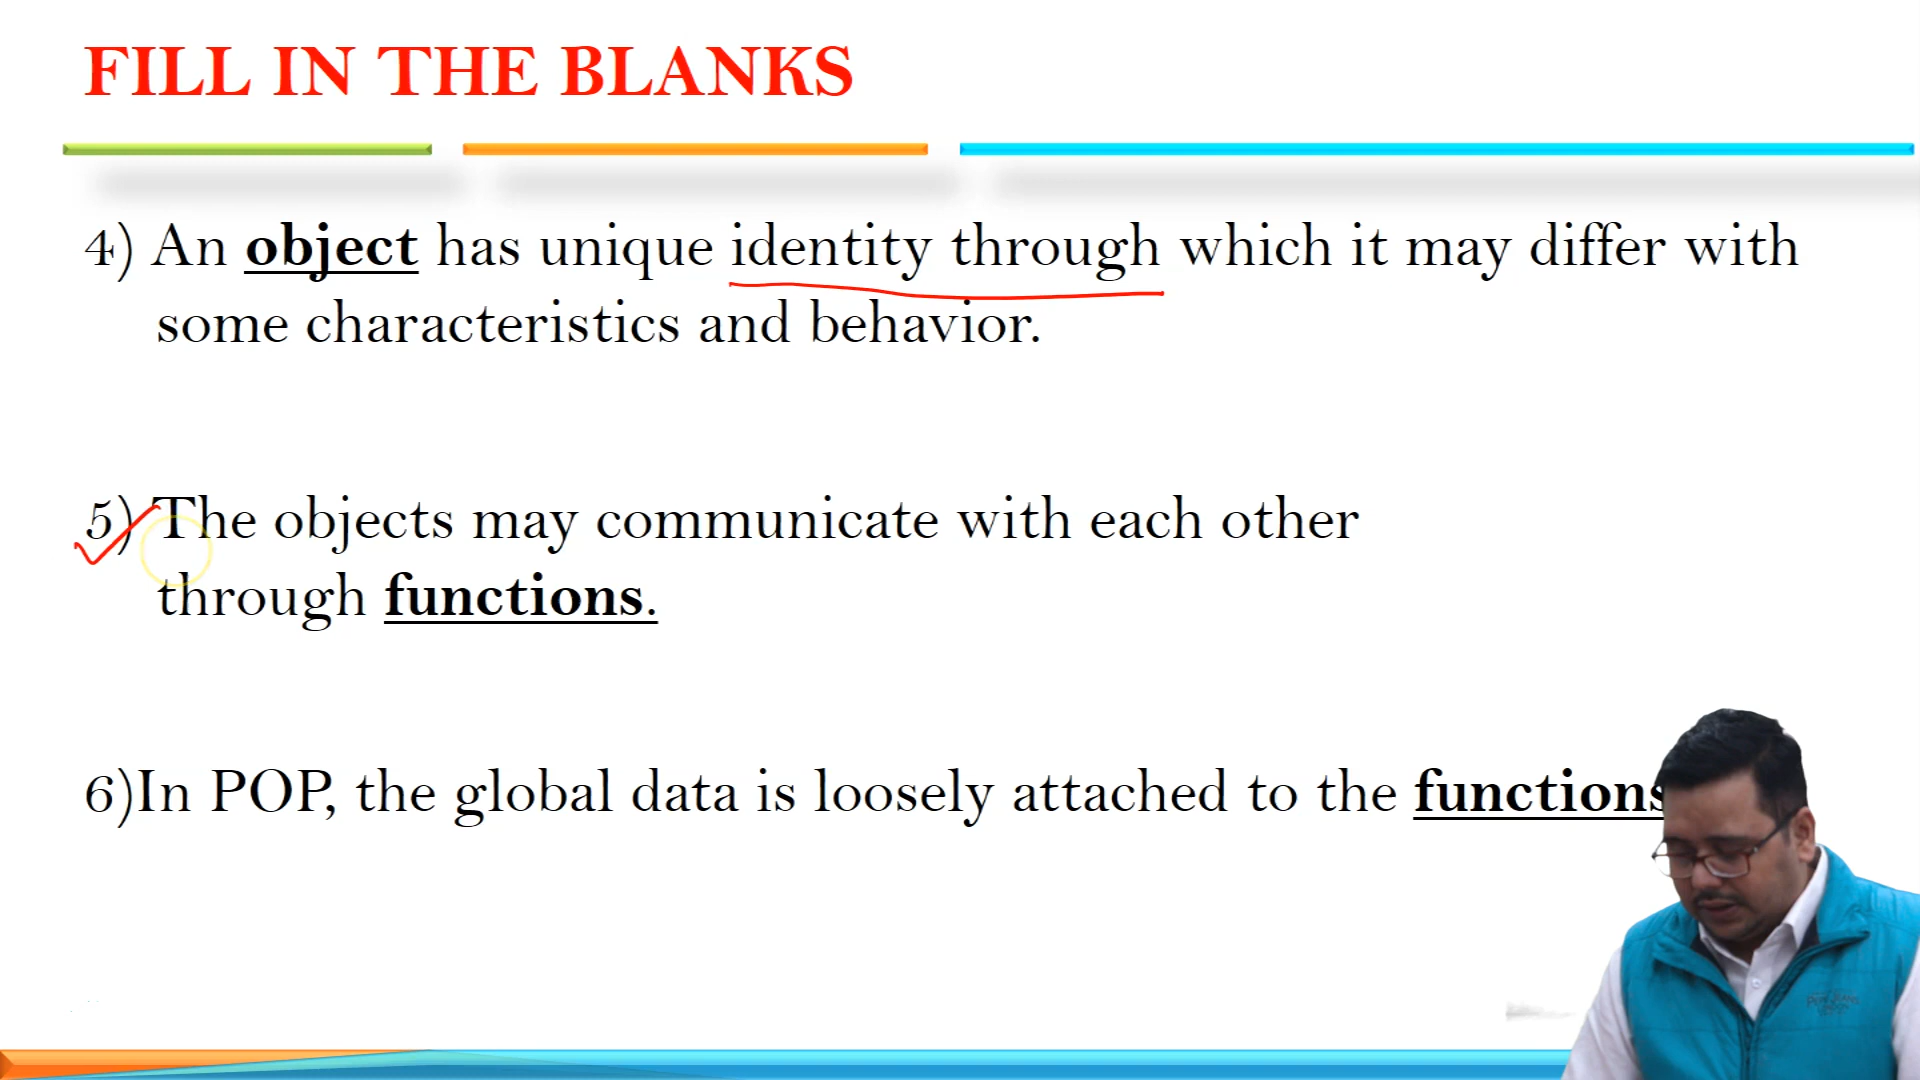 FILL IN THE BLANKS
4) An object has unique identity through which it may differ with
some characteristics and behavior.
5) The objects may communicate with each other
through functions.
6)In POP, the global data is loosely attached to the functions